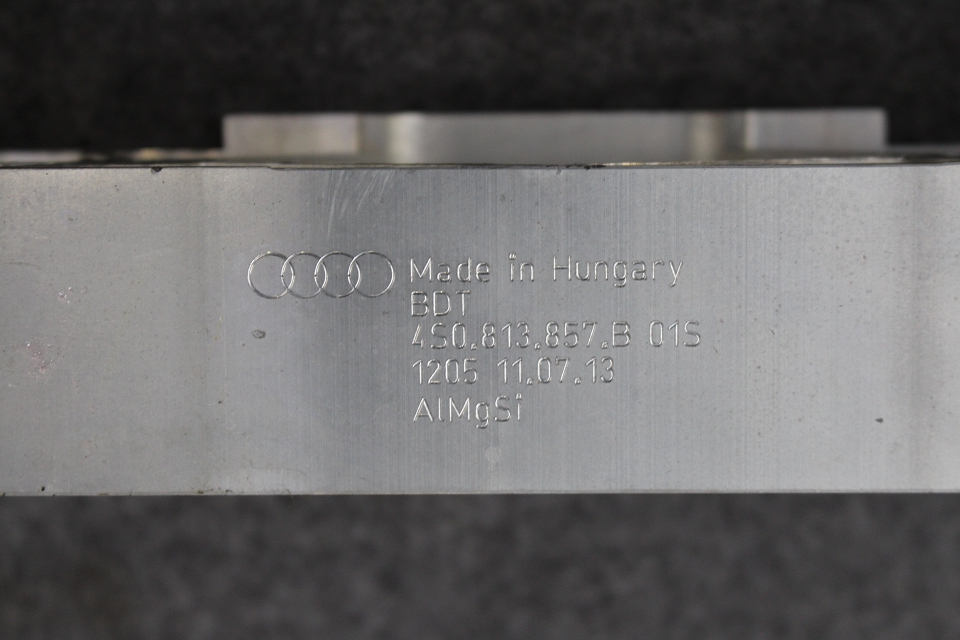 Made in Hungary
BDT
4S0.813.857.B 01S
1205 11.07.13
AlMgSi